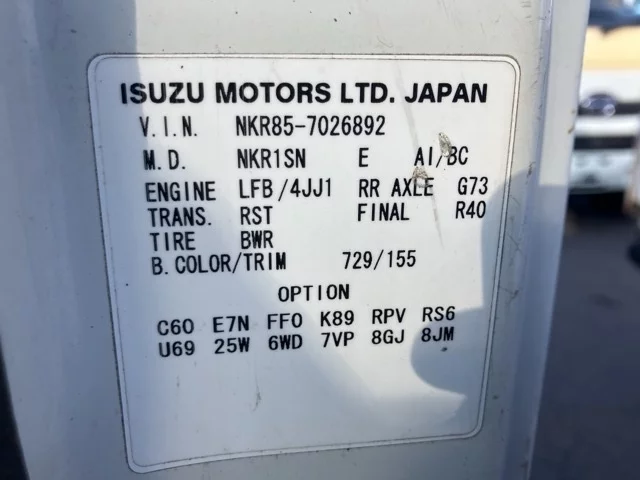 ISUZU MOTORS LTD. JAPAN
V.I.N. NKR85-7026892
M.D. NKR1SN E AI/BC
ENGINE LFB/4JJ1 RR AXLE G73
TRANS. RST FINAL R40
TIRE BWR
B.COLOR/TRIM 729/155
OPTION
C60 E7N FF0 K89 RPV RS6
U69 25W 6WD 7VP 8GJ 8JM